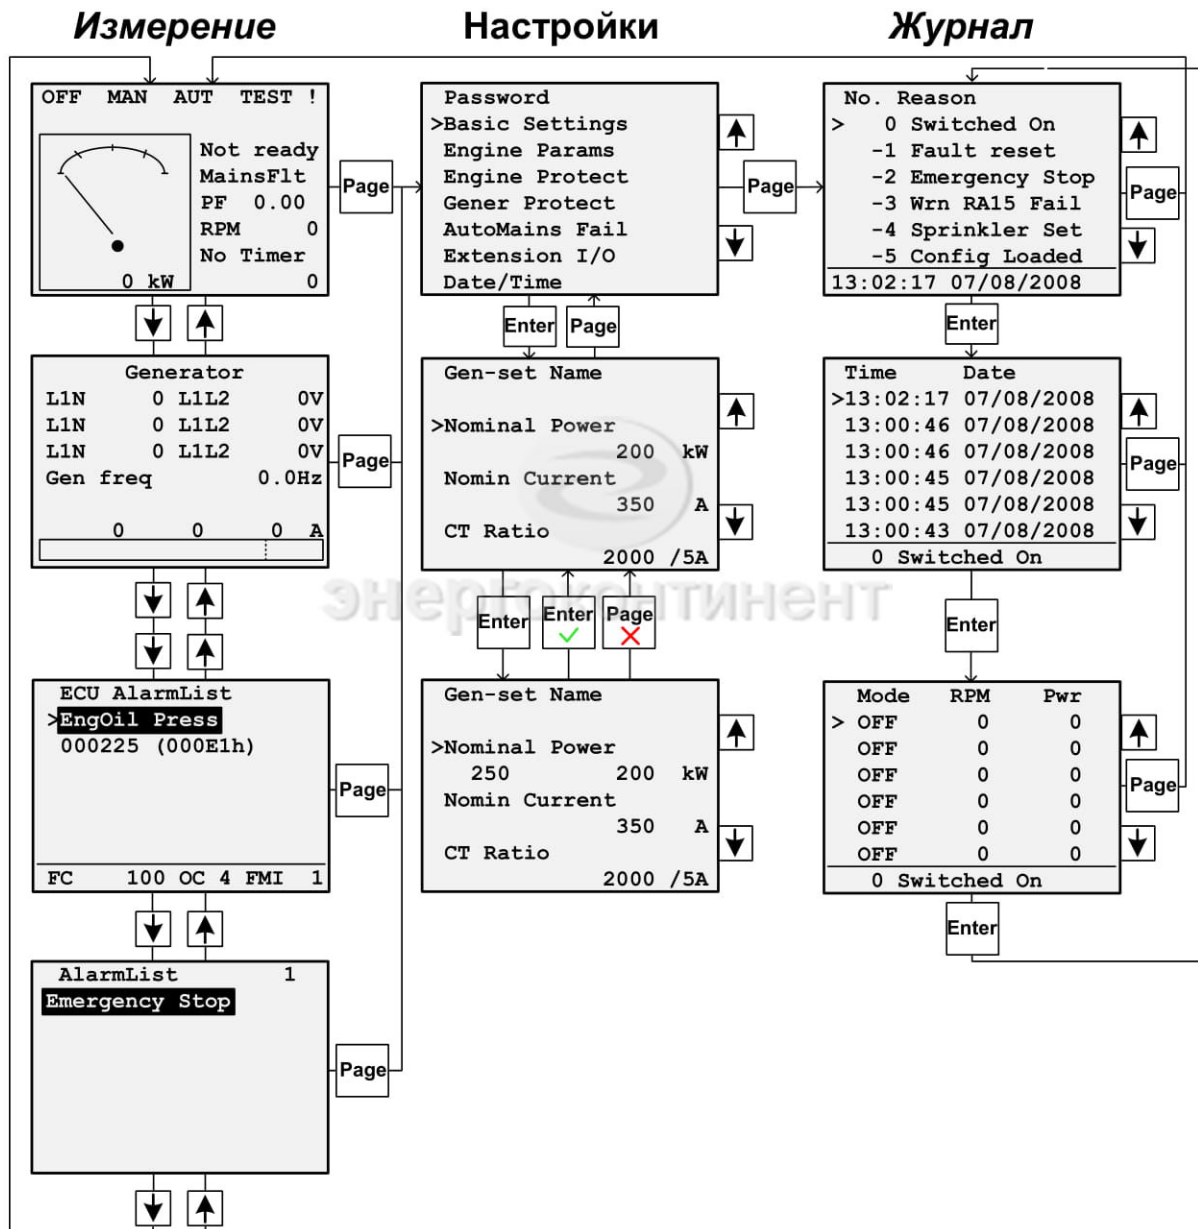 Измерение
OFF MAN AUT TEST !
Not ready
MainsFlt
PF 0.00
RPM 0
No Timer
0 kW 0
Page
Generator
L1N 0 L1L2 0V
L1N 0 L1L2 0V
L1N 0 L1L2 0V
Gen freq 0.0Hz
0 0 0 A
Page
ECU AlarmList
>EngOil Press
000225 (000E1h)
FC 100 OC 4 FMI 1
Page
AlarmList 1
Emergency Stop
Page
Настройки
Password
>Basic Settings
Engine Params
Engine Protect
Gener Protect
AutoMains Fail
Extension I/O
Date/Time
Page
Enter Page
Gen-set Name
>Nominal Power
200 kW
Nomin Current
350 A
CT Ratio
2000 /5A
энергоконтинент
Enter Enter Page
Gen-set Name
>Nominal Power
250 200 kW
Nomin Current
350 A
CT Ratio
2000 /5A
Журнал
No. Reason
> 0 Switched On
-1 Fault reset
-2 Emergency Stop
-3 Wrn RA15 Fail
-4 Sprinkler Set
-5 Config Loaded
13:02:17 07/08/2008
Page
Enter
Time Date
>13:02:17 07/08/2008
13:00:46 07/08/2008
13:00:46 07/08/2008
13:00:45 07/08/2008
13:00:45 07/08/2008
13:00:43 07/08/2008
0 Switched On
Page
Enter
Mode RPM Pwr
> OFF 0 0
OFF 0 0
OFF 0 0
OFF 0 0
OFF 0 0
OFF 0 0
0 Switched On
Page
Enter